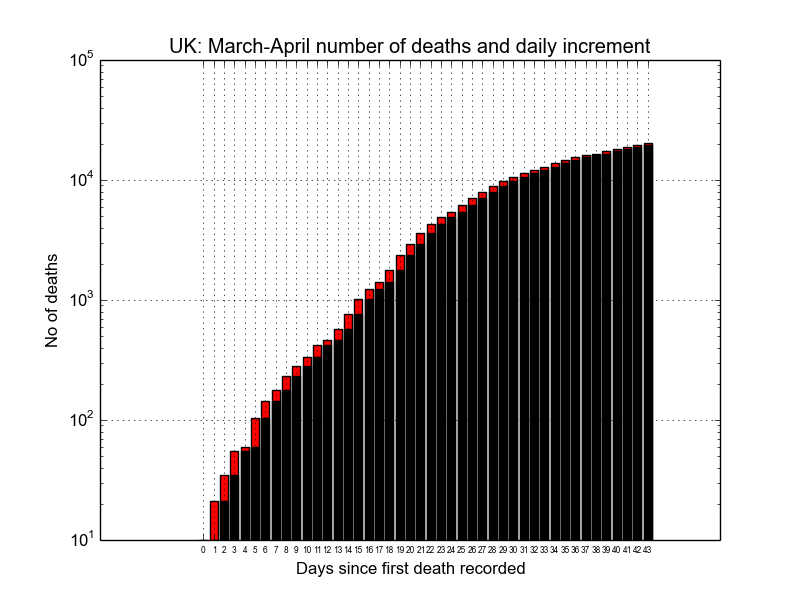 UK: March-April number of deaths and daily increment
10^5
10^4
10^3
10^2
10^1
No of deaths
0 1 2 3 4 5 6 7 8 9 10 11 12 13 14 15 16 17 18 19 20 21 22 23 24 25 26 27 28 29 30 31 32 33 34 35 36 37 38 39 40 41 42 43
Days since first death recorded